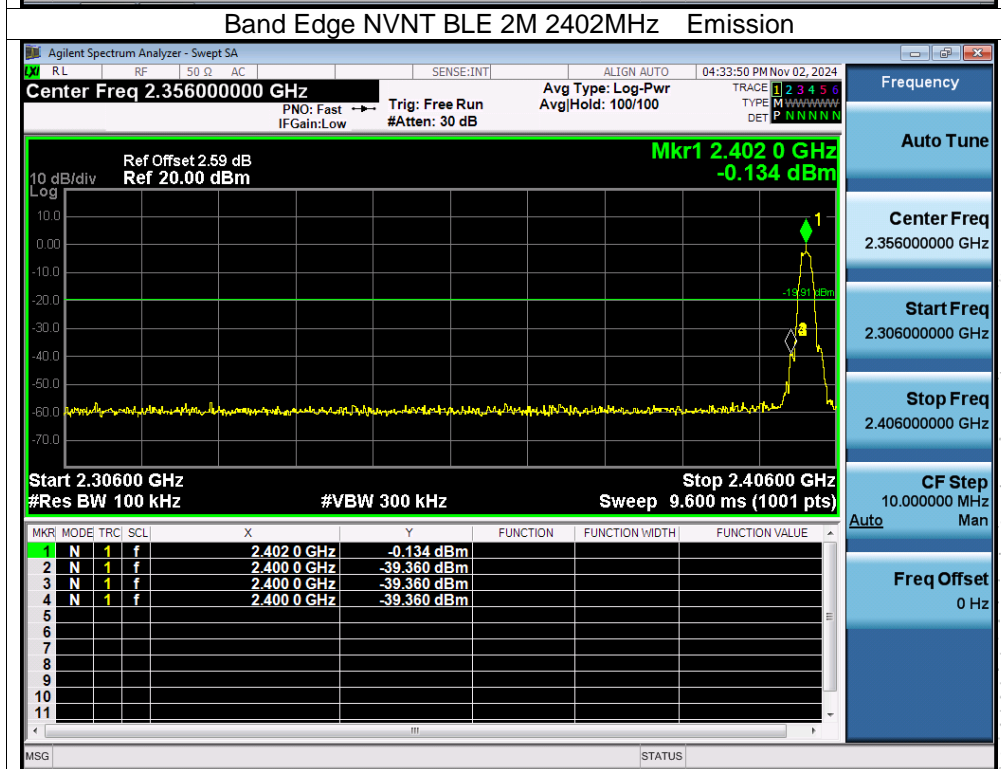 Band Edge NVNT BLE 2M 2402MHz Emission
Agilent Spectrum Analyzer - Swept SA
LXI RL RF 50 Ω AC SENSE:INT ALIGN AUTO 04:33:50 PM Nov 02, 2024
Center Freq 2.356000000 GHz
PNO: Fast
IFGain:Low
Trig: Free Run
#Atten: 30 dB
Avg Type: Log-Pwr
Avg|Hold: 100/100
TRACE 1 2 3 4 5 6
TYPE M WWWWW
DET P N N N N N
Frequency
Auto Tune
Center Freq
2.356000000 GHz
Start Freq
2.306000000 GHz
Stop Freq
2.406000000 GHz
CF Step
10.000000 MHz
Auto Man
Freq Offset
0 Hz
Mkr1 2.402 0 GHz
-0.134 dBm
Ref Offset 2.59 dB
10 dB/div Ref 20.00 dBm
Log
10.0
0.00
-10.0
-20.0
-30.0
-40.0
-50.0
-60.0
-70.0
1
-19.91 dBm
Start 2.30600 GHz Stop 2.40600 GHz
#Res BW 100 kHz #VBW 300 kHz Sweep 9.600 ms (1001 pts)
MKR MODE TRC SCL X Y FUNCTION FUNCTION WIDTH FUNCTION VALUE
1 N 1 f 2.402 0 GHz -0.134 dBm
2 N 1 f 2.400 0 GHz -39.360 dBm
3 N 1 f 2.400 0 GHz -39.360 dBm
4 N 1 f 2.400 0 GHz -39.360 dBm
5
6
7
8
9
10
11
MSG STATUS